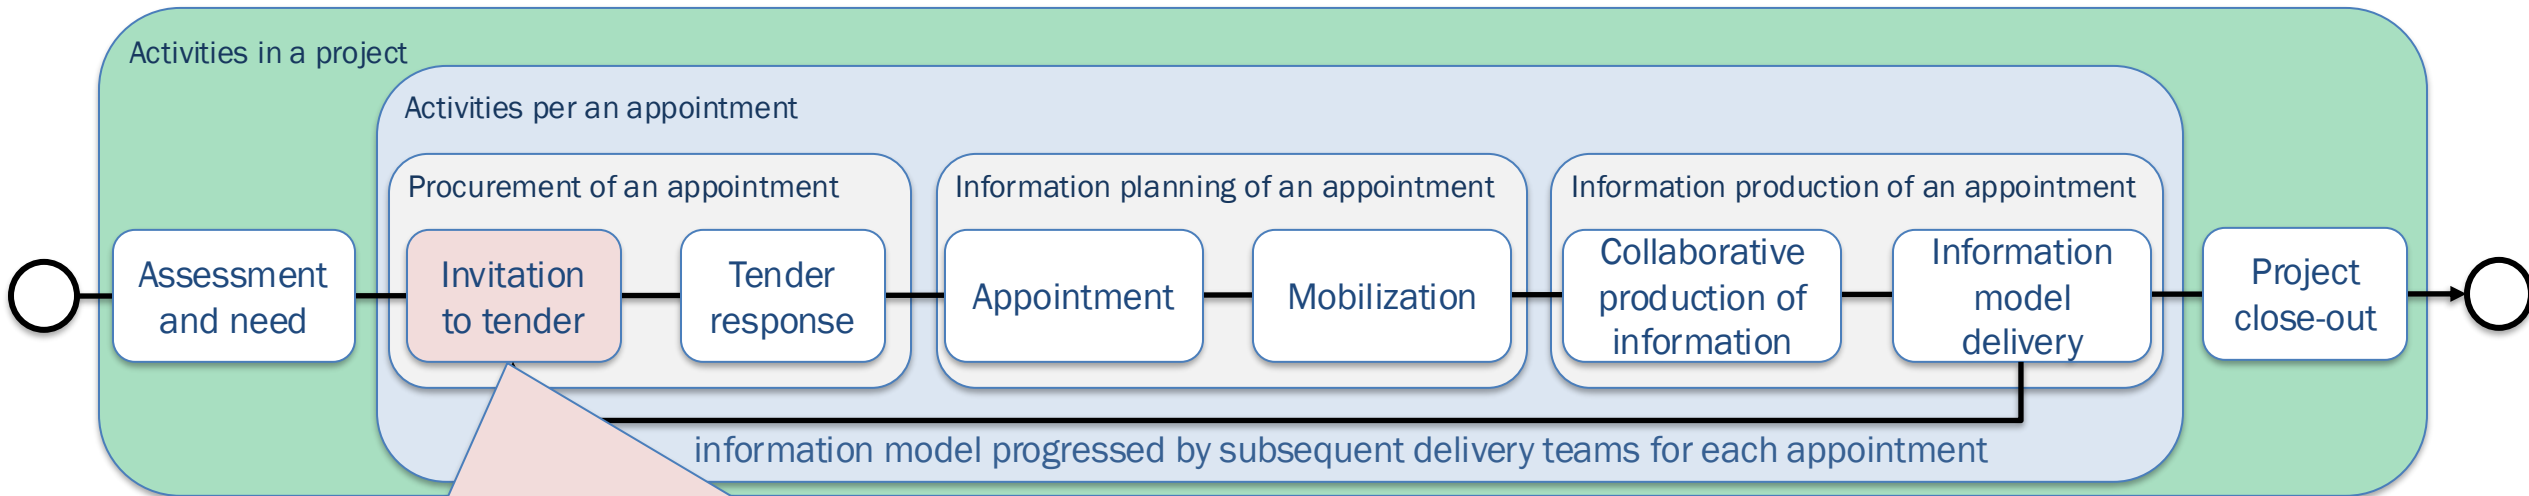 Activities in a project
Activities per an appointment
Procurement of an appointment
Information planning of an appointment
Information production of an appointment
Assessment
and need
Invitation
to tender
Tender
response
Appointment
Mobilization
Collaborative
production of
information
Information
model
delivery
Project
close-out
information model progressed by subsequent delivery teams for each appointment